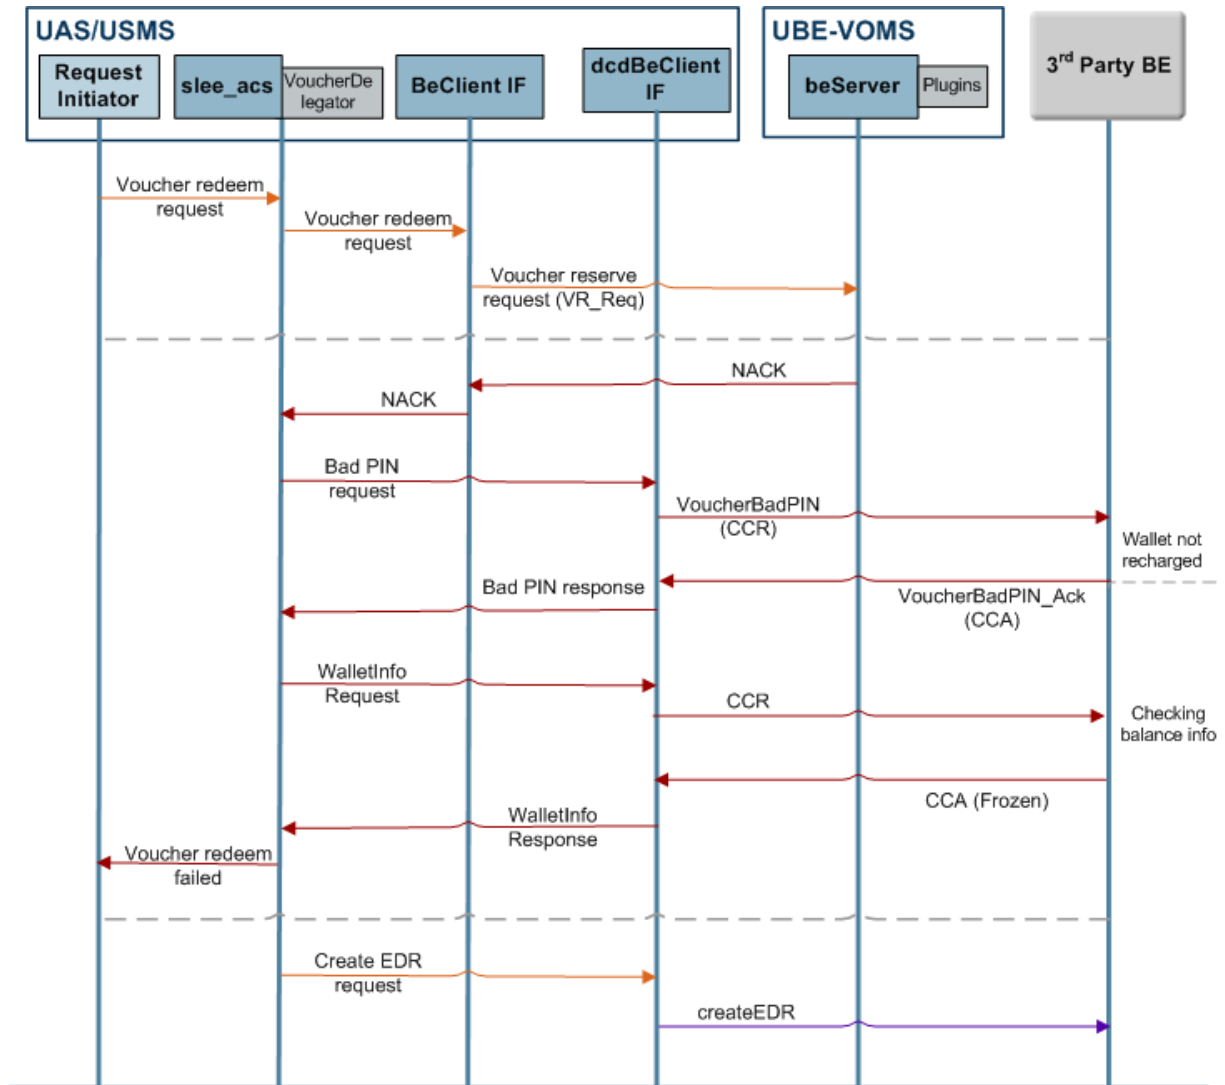 UAS/USMS
UBE-VOMS
Request
Initiator
slee_acs
VoucherDe
legator
BeClient IF
dcdBeClient
IF
beServer
Plugins
3rd Party BE
Voucher redeem
request
Voucher redeem
request
Voucher reserve
request (VR_Req)
NACK
NACK
Bad PIN
request
VoucherBadPIN
(CCR)
Wallet not
recharged
Bad PIN response
VoucherBadPIN_Ack
(CCA)
WalletInfo
Request
CCR
Checking
balance info
CCA (Frozen)
WalletInfo
Response
Voucher redeem
failed
Create EDR
request
createEDR